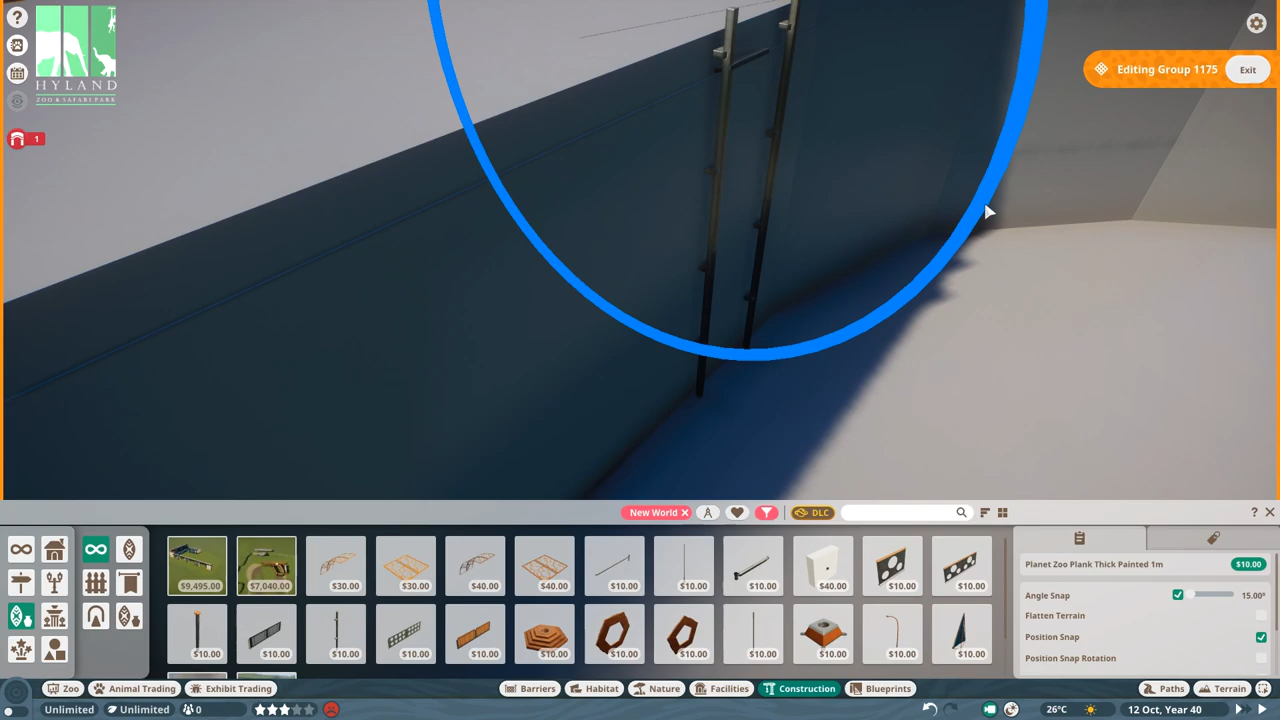 HYLAND
ZOO & SAFARI PARK
Editing Group 1175
Exit
1
New World
DLC
$9,495.00
$7,040.00
$30.00
$30.00
$40.00
$40.00
$10.00
$10.00
$10.00
$40.00
$10.00
$10.00
$10.00
$10.00
$10.00
$10.00
$10.00
$10.00
$10.00
$10.00
$10.00
$10.00
$10.00
$10.00
Planet Zoo Plank Thick Painted 1m
$10.00
Angle Snap
15.00°
Flatten Terrain
Position Snap
Position Snap Rotation
Zoo
Animal Trading
Exhibit Trading
Barriers
Habitat
Nature
Facilities
Construction
Blueprints
Paths
Terrain
Unlimited
Unlimited
0
26°C
12 Oct, Year 40